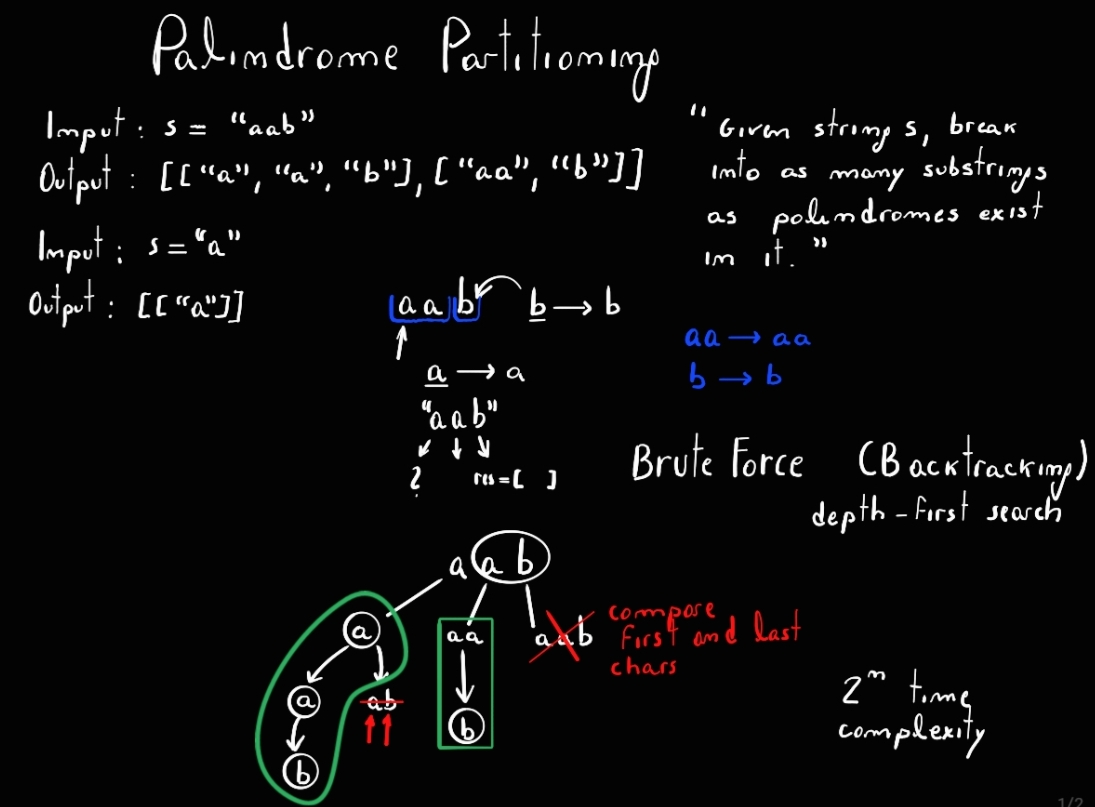 Palindrome Partitioning
Input : s = "aab"
Output : [["a", "a", "b"], ["aa", "b"]]
Input : s = "a"
Output : [["a"]]
"Given string s, break
into as many substrings
as palindromes exist
in it."
aab b → b
a → a
"aab"
? res = [ ]
aa → aa
b → b
Brute Force (Backtracking)
depth-first search
a a b
a aa aab
compare
first and last
chars
a ab b
b
2^n time
complexity
1/2